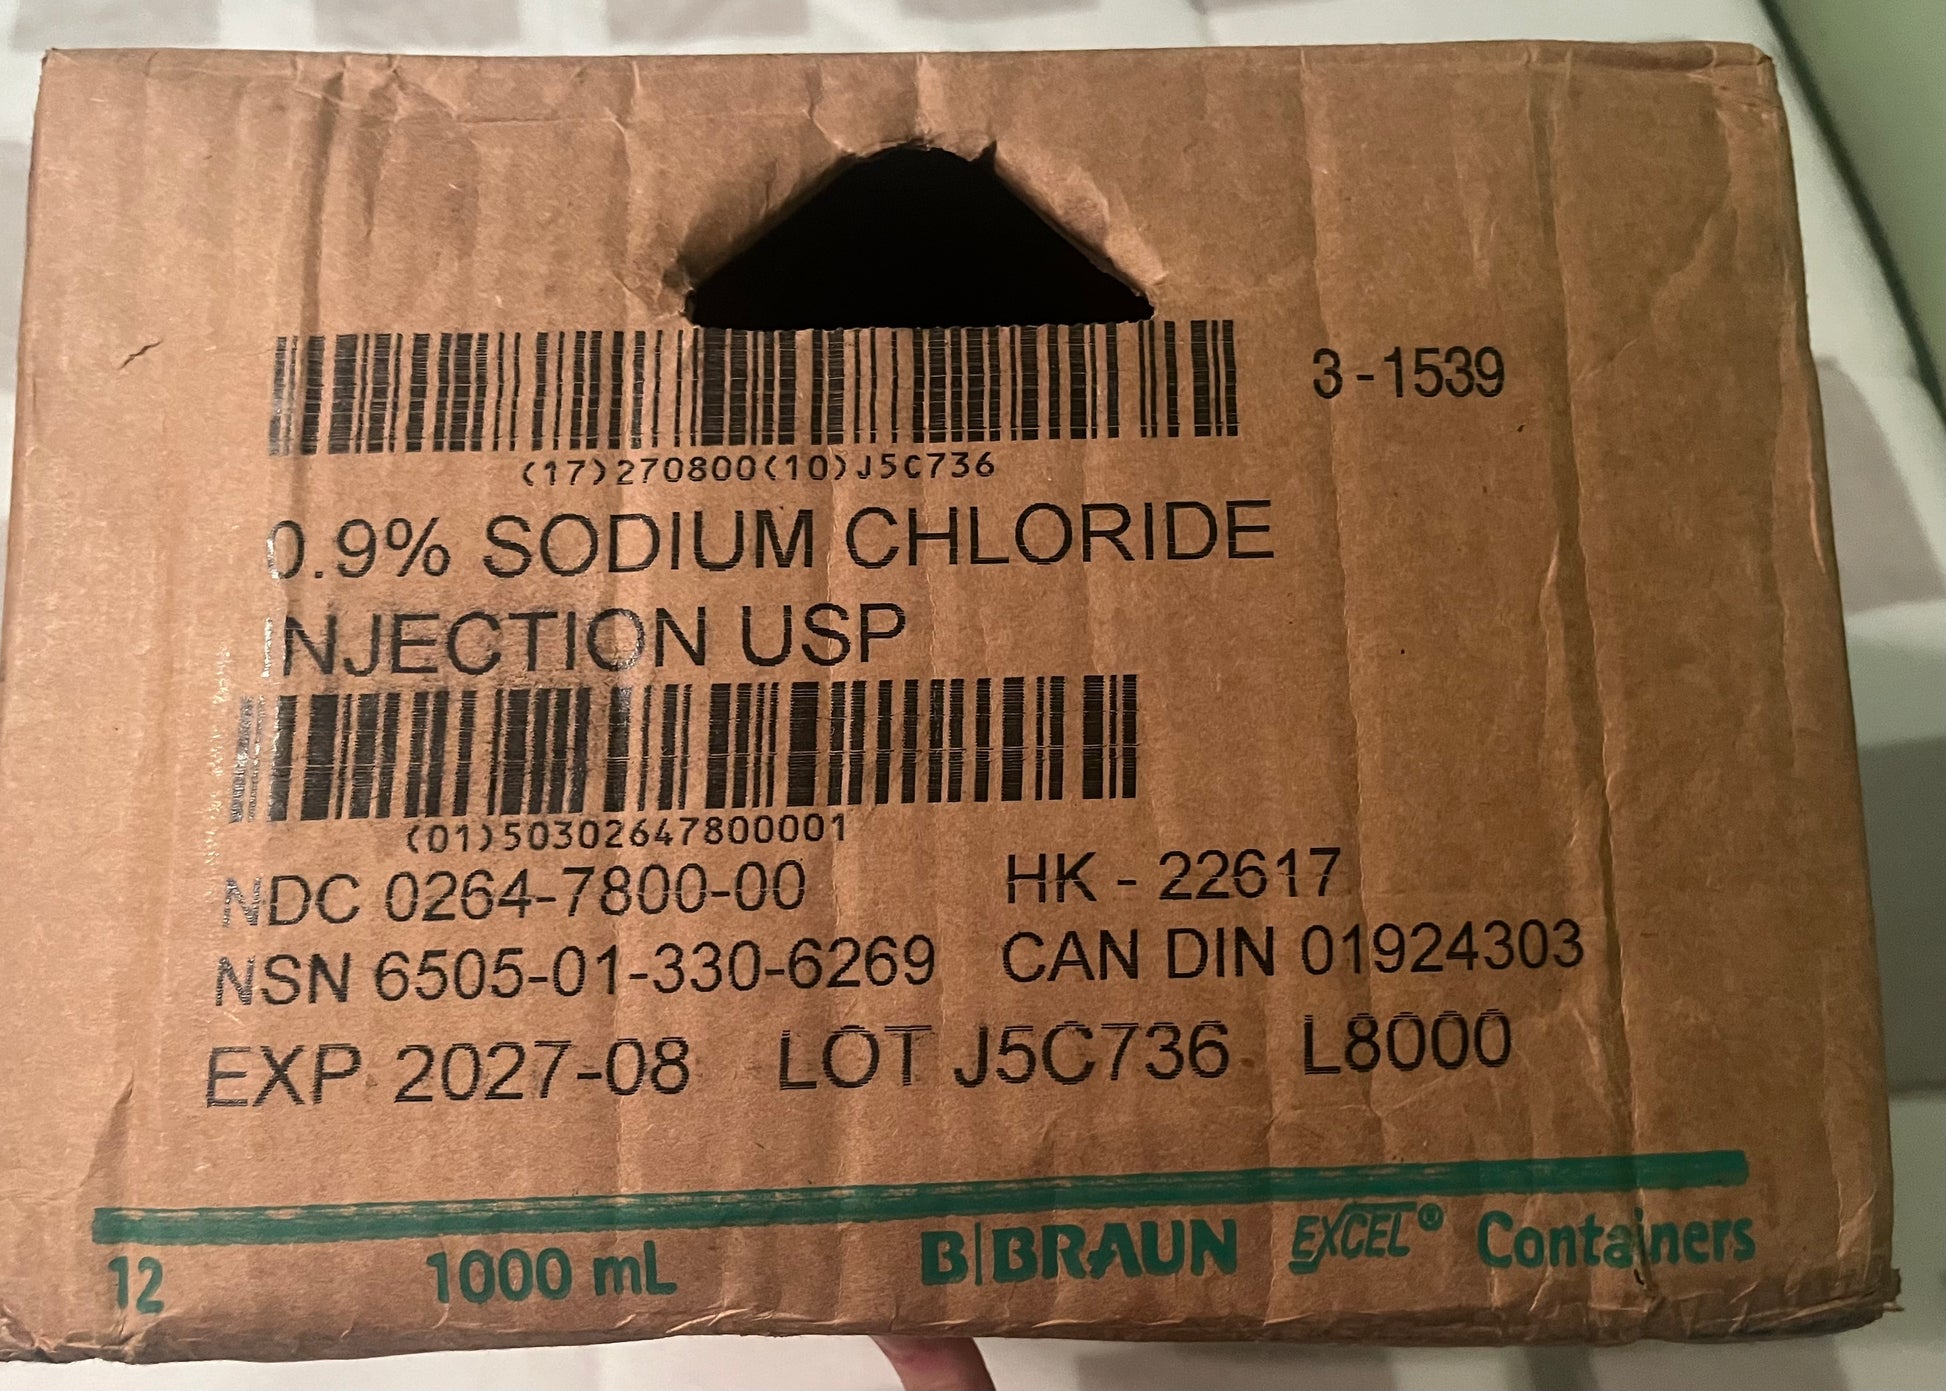 3-1539
(17)270800(10)J5C736
0.9% SODIUM CHLORIDE
INJECTION USP
(01)50302647800001
NDC 0264-7800-00 HK - 22617
NSN 6505-01-330-6269 CAN DIN 01924303
EXP 2027-08 LOT J5C736 L8000
12 1000 mL B|BRAUN EXCEL® Containers